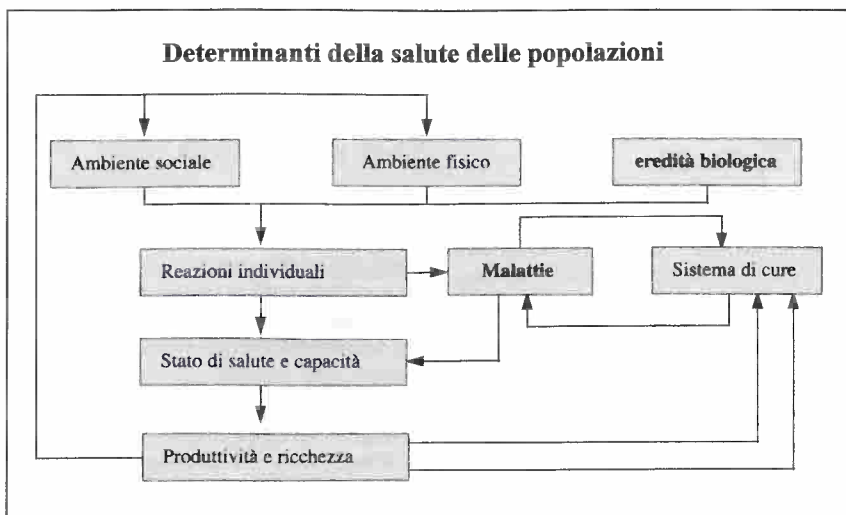 Determinanti della salute delle popolazioni
Ambiente sociale
Ambiente fisico
eredità biologica
Reazioni individuali
Malattie
Sistema di cure
Stato di salute e capacità
Produttività e ricchezza